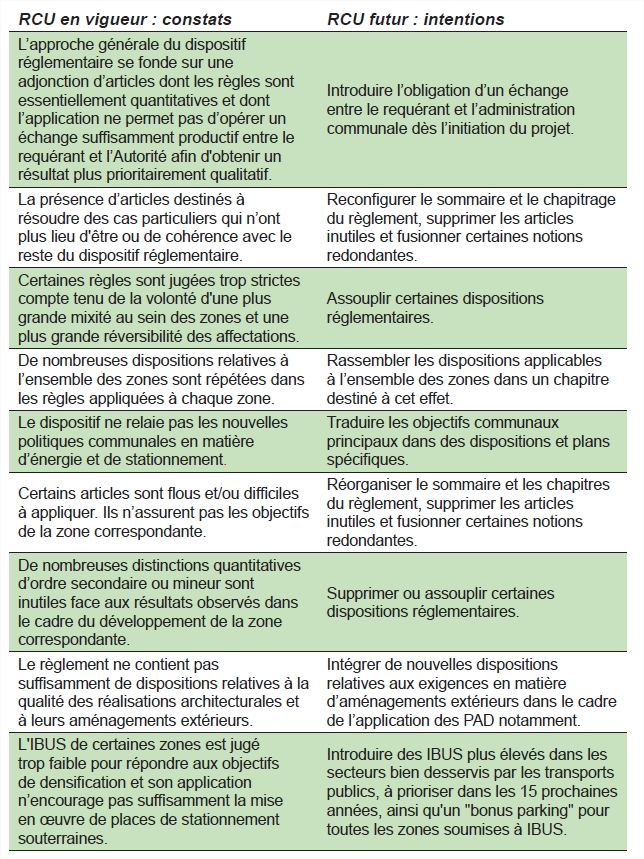 RCU en vigueur : constats
RCU futur : intentions
L’approche générale du dispositif
réglementaire se fonde sur une
adjonction d’articles dont les règles sont
essentiellement quantitatives et dont
l’application ne permet pas d’opérer un
échange suffisamment productif entre le
requérant et l’Autorité afin d'obtenir un
résultat plus prioritairement qualitatif.
Introduire l’obligation d’un échange
entre le requérant et l’administration
communale dès l’initiation du projet.
La présence d’articles destinés à
résoudre des cas particuliers qui n’ont
plus lieu d'être ou de cohérence avec le
reste du dispositif réglementaire.
Reconfigurer le sommaire et le chapitrage
du règlement, supprimer les articles
inutiles et fusionner certaines notions
redondantes.
Certaines règles sont jugées trop strictes
compte tenu de la volonté d'une plus
grande mixité au sein des zones et une
plus grande réversibilité des affectations.
Assouplir certaines dispositions
réglementaires.
De nombreuses dispositions relatives à
l’ensemble des zones sont répétées dans
les règles appliquées à chaque zone.
Rassembler les dispositions applicables
à l’ensemble des zones dans un chapitre
destiné à cet effet.
Le dispositif ne relaie pas les nouvelles
politiques communales en matière
d’énergie et de stationnement.
Traduire les objectifs communaux
principaux dans des dispositions et plans
spécifiques.
Certains articles sont flous et/ou difficiles
à appliquer. Ils n’assurent pas les objectifs
de la zone correspondante.
Réorganiser le sommaire et les chapitres
du règlement, supprimer les articles
inutiles et fusionner certaines notions
redondantes.
De nombreuses distinctions quantitatives
d’ordre secondaire ou mineur sont
inutiles face aux résultats observés dans
le cadre du développement de la zone
correspondante.
Supprimer ou assouplir certaines
dispositions réglementaires.
Le règlement ne contient pas
suffisamment de dispositions relatives à la
qualité des réalisations architecturales et
à leurs aménagements extérieurs.
Intégrer de nouvelles dispositions
relatives aux exigences en matière
d’aménagements extérieurs dans le cadre
de l’application des PAD notamment.
L'IBUS de certaines zones est jugé
trop faible pour répondre aux objectifs
de densification et son application
n’encourage pas suffisamment la mise
en œuvre de places de stationnement
souterraines.
Introduire des IBUS plus élevés dans les
secteurs bien desservis par les transports
publics, à prioriser dans les 15 prochaines
années, ainsi qu'un "bonus parking" pour
toutes les zones soumises à IBUS.